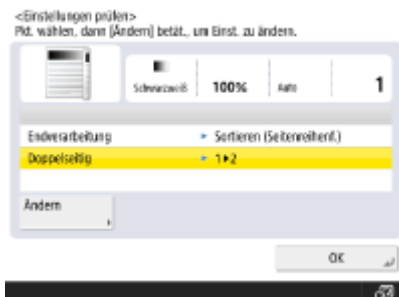 <Einstellungen prüfen>
Pkt. wählen, dann [Ändern] betät., um Einst. zu ändern.
Schwarzweiß 100% Auto 1
Endverarbeitung ▸ Sortieren (Seitenreihenf.)
Doppelseitig ▸ 1▸2
Ändern
OK